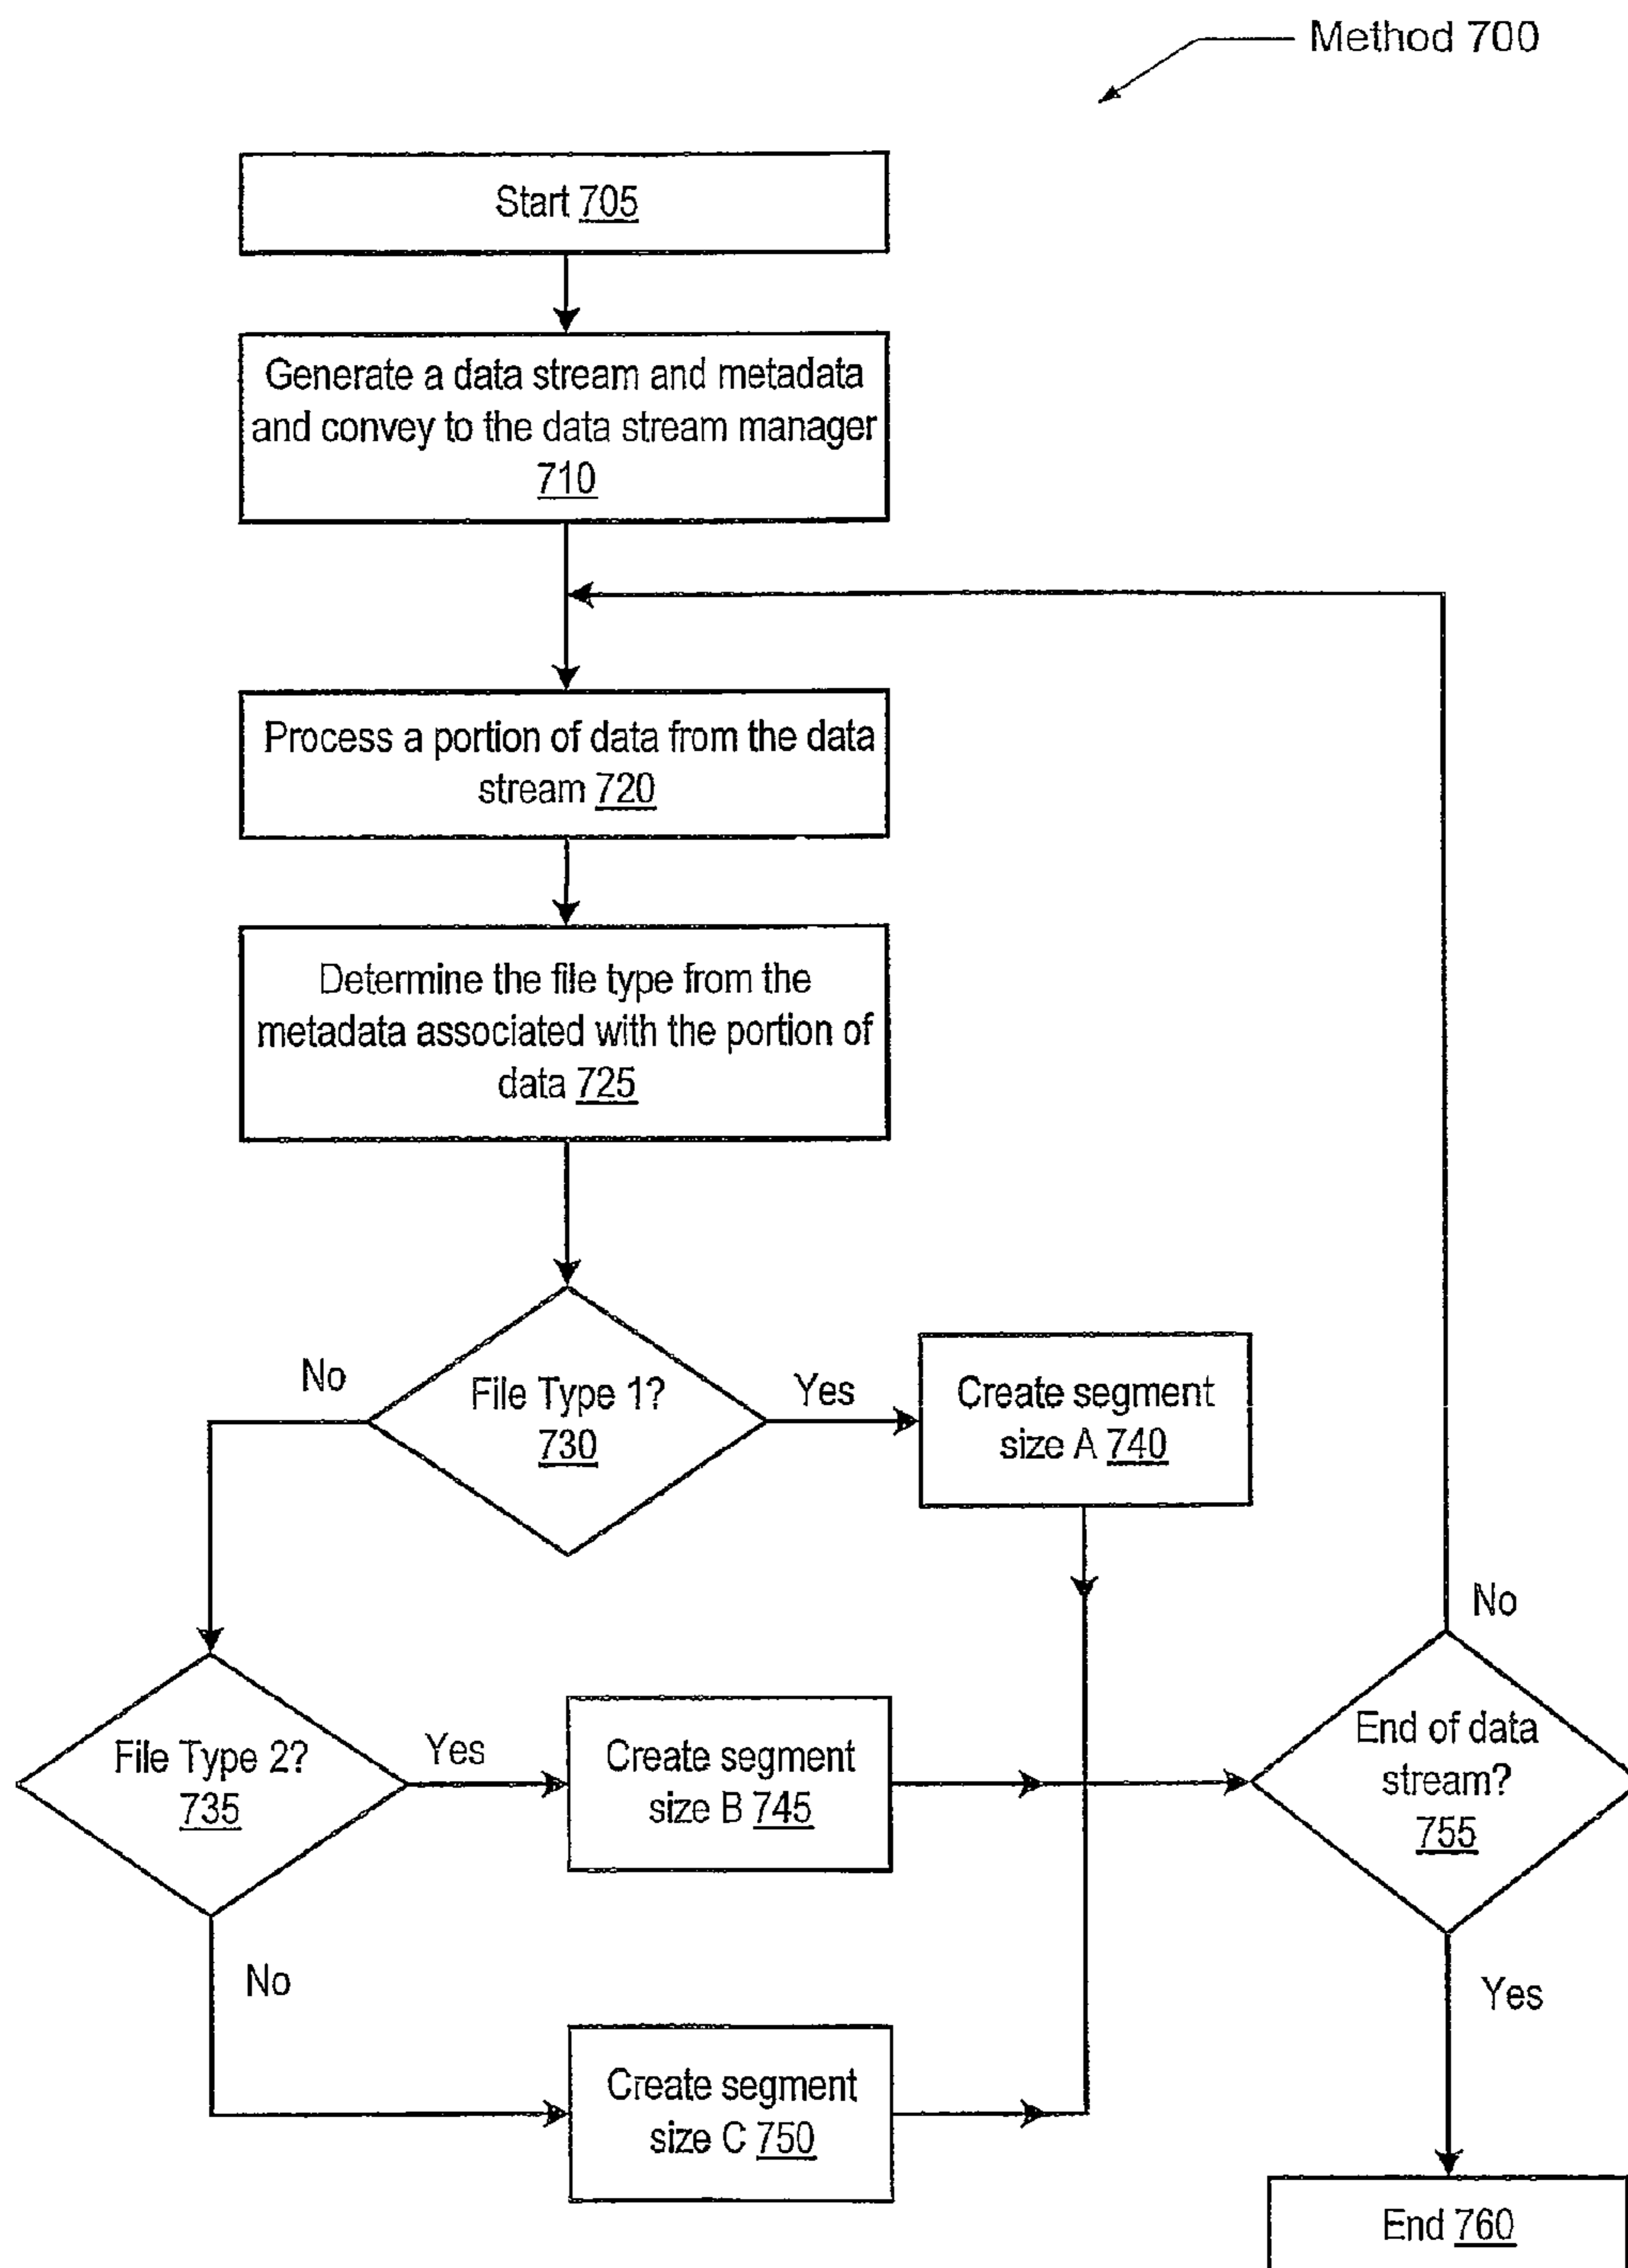 Method 700
Start 705
Generate a data stream and metadata
and convey to the data stream manager
710
Process a portion of data from the data
stream 720
Determine the file type from the
metadata associated with the portion of
data 725
No
File Type 1?
730
Yes
Create segment
size A 740
No
File Type 2?
735
Yes
Create segment
size B 745
End of data
stream?
755
No
Yes
Create segment
size C 750
End 760